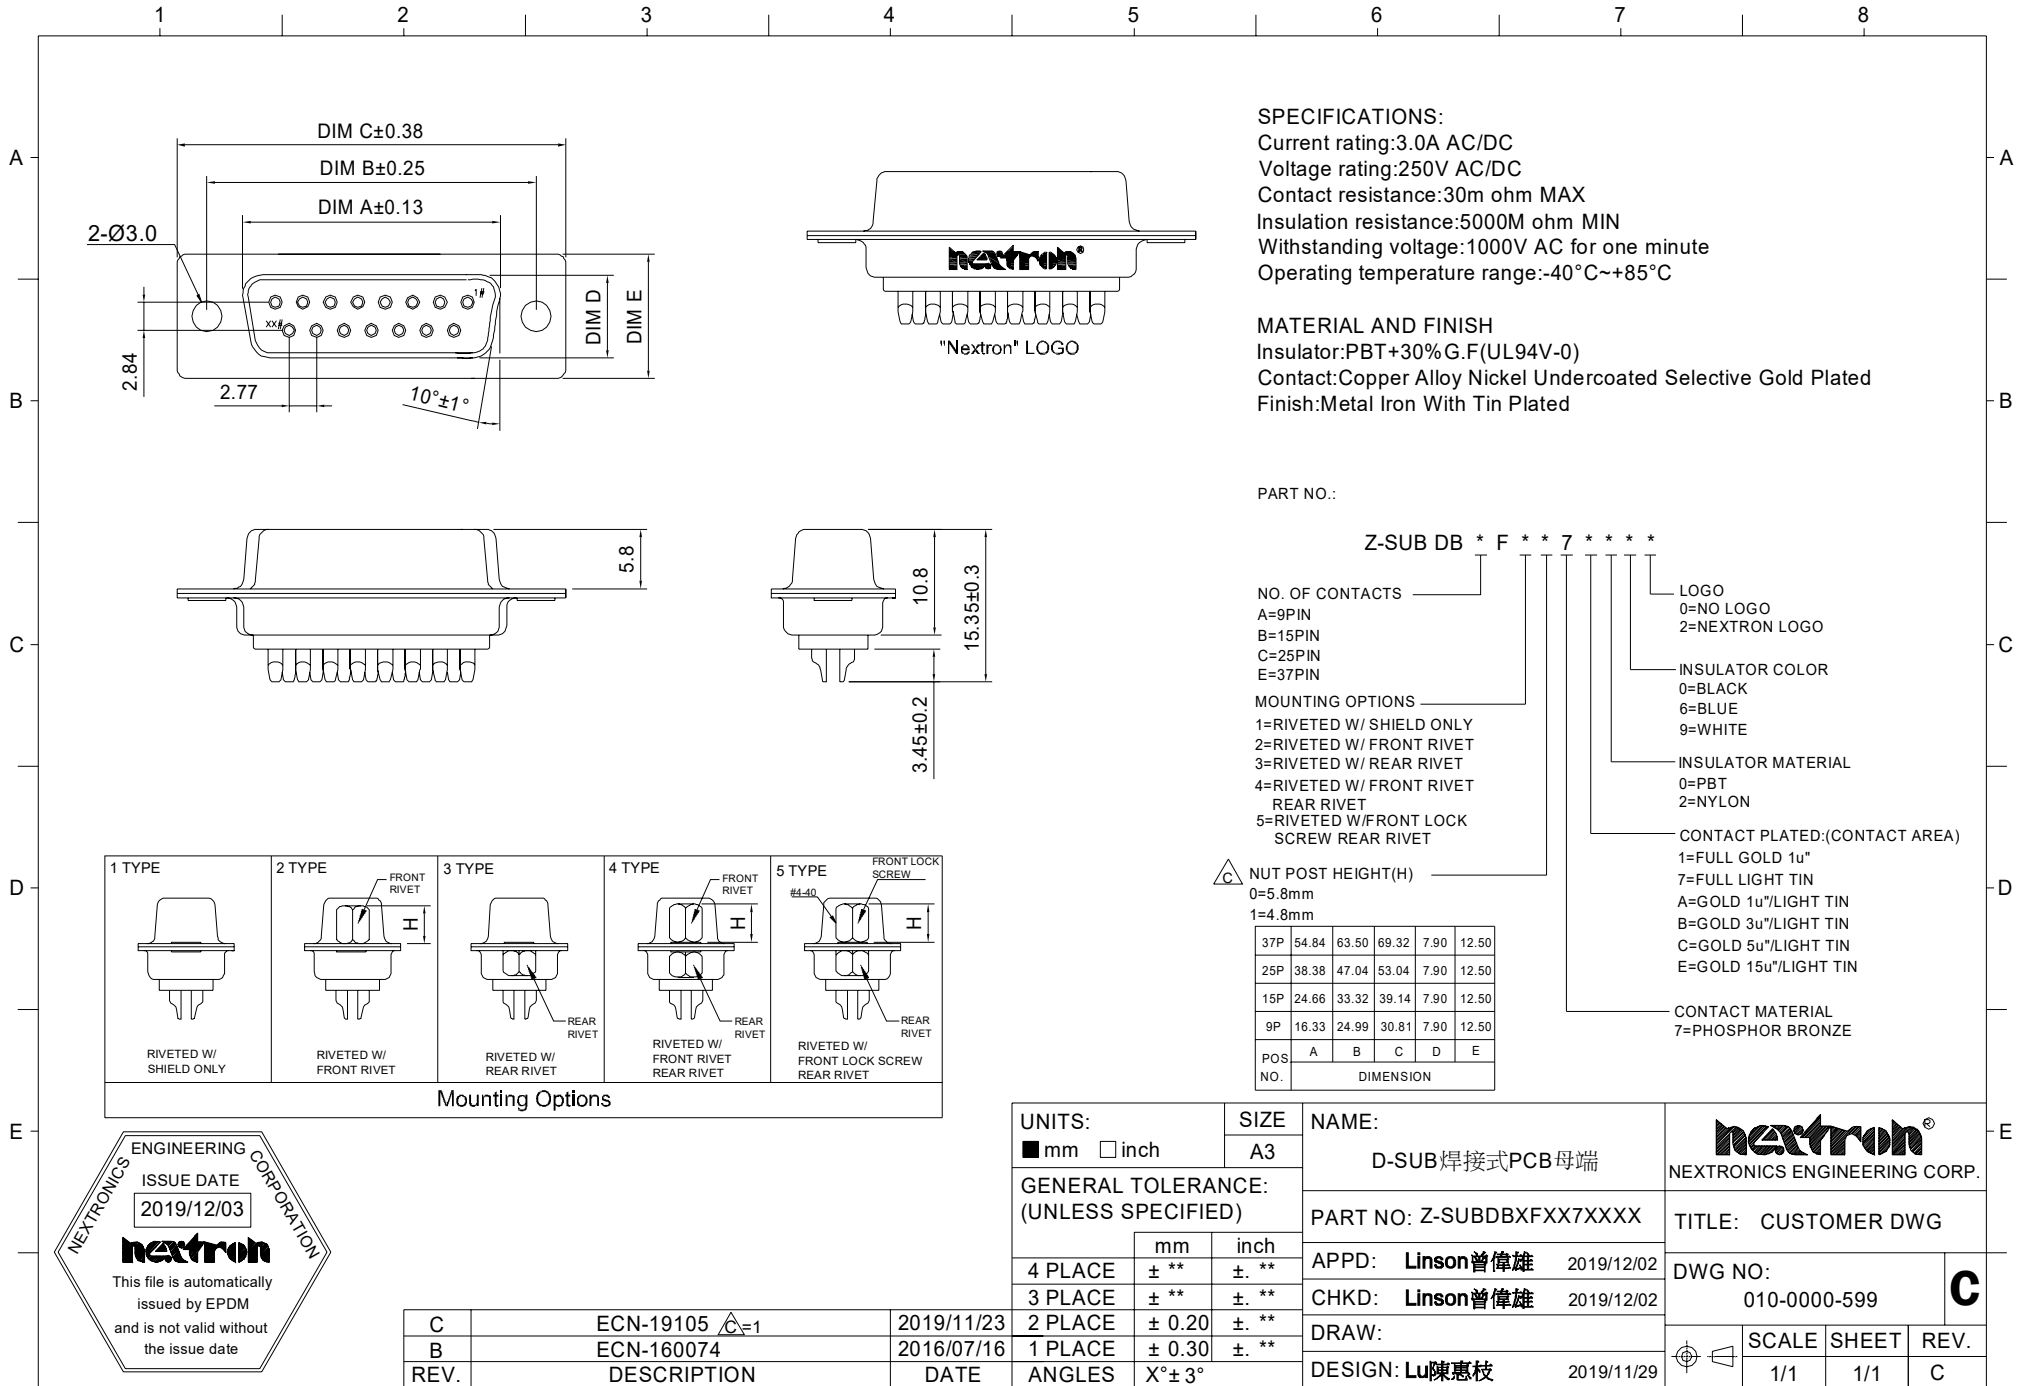 1 2 3 4 5 6 7 8
A
B
C
D
E
A
B
C
D
E
DIM C±0.38
DIM B±0.25
DIM A±0.13
2-Ø3.0
1#
xx#
DIM D
DIM E
2.84
2.77
10°±1°
nextron®
"Nextron" LOGO
SPECIFICATIONS:
Current rating:3.0A AC/DC
Voltage rating:250V AC/DC
Contact resistance:30m ohm MAX
Insulation resistance:5000M ohm MIN
Withstanding voltage:1000V AC for one minute
Operating temperature range:-40°C~+85°C
MATERIAL AND FINISH
Insulator:PBT+30%G.F(UL94V-0)
Contact:Copper Alloy Nickel Undercoated Selective Gold Plated
Finish:Metal Iron With Tin Plated
5.8
10.8
15.35±0.3
3.45±0.2
PART NO.:
Z-SUB DB * F * * 7 * * * *
NO. OF CONTACTS
A=9PIN
B=15PIN
C=25PIN
E=37PIN
MOUNTING OPTIONS
1=RIVETED W/ SHIELD ONLY
2=RIVETED W/ FRONT RIVET
3=RIVETED W/ REAR RIVET
4=RIVETED W/ FRONT RIVET
REAR RIVET
5=RIVETED W/FRONT LOCK
SCREW REAR RIVET
C NUT POST HEIGHT(H)
0=5.8mm
1=4.8mm
LOGO
0=NO LOGO
2=NEXTRON LOGO
INSULATOR COLOR
0=BLACK
6=BLUE
9=WHITE
INSULATOR MATERIAL
0=PBT
2=NYLON
CONTACT PLATED:(CONTACT AREA)
1=FULL GOLD 1u"
7=FULL LIGHT TIN
A=GOLD 1u"/LIGHT TIN
B=GOLD 3u"/LIGHT TIN
C=GOLD 5u"/LIGHT TIN
E=GOLD 15u"/LIGHT TIN
CONTACT MATERIAL
7=PHOSPHOR BRONZE
37P 54.84 63.50 69.32 7.90 12.50
25P 38.38 47.04 53.04 7.90 12.50
15P 24.66 33.32 39.14 7.90 12.50
9P 16.33 24.99 30.81 7.90 12.50
POS. NO. A B C D E
DIMENSION
1 TYPE
RIVETED W/
SHIELD ONLY
2 TYPE
FRONT
RIVET
H
RIVETED W/
FRONT RIVET
3 TYPE
REAR
RIVET
RIVETED W/
REAR RIVET
4 TYPE
FRONT
RIVET
H
REAR
RIVET
RIVETED W/
FRONT RIVET
REAR RIVET
5 TYPE
FRONT LOCK
SCREW
#4-40
H
REAR
RIVET
RIVETED W/
FRONT LOCK SCREW
REAR RIVET
Mounting Options
NEXTRONICS ENGINEERING CORPORATION
ISSUE DATE
2019/12/03
nextron
This file is automatically
issued by EPDM
and is not valid without
the issue date
C ECN-19105 C=1 2019/11/23
B ECN-160074 2016/07/16
REV. DESCRIPTION DATE
UNITS:
mm inch
SIZE
A3
GENERAL TOLERANCE:
(UNLESS SPECIFIED)
mm inch
4 PLACE ± ** ±. **
3 PLACE ± ** ±. **
2 PLACE ± 0.20 ±. **
1 PLACE ± 0.30 ±. **
ANGLES X°± 3°
NAME:
D-SUB焊接式PCB母端
PART NO: Z-SUBDBXFXX7XXXX
APPD: Linson曾偉雄 2019/12/02
CHKD: Linson曾偉雄 2019/12/02
DRAW:
DESIGN: Lu陳惠枝 2019/11/29
nextron®
NEXTRONICS ENGINEERING CORP.
TITLE: CUSTOMER DWG
DWG NO:
010-0000-599
C
SCALE SHEET REV.
1/1 1/1 C